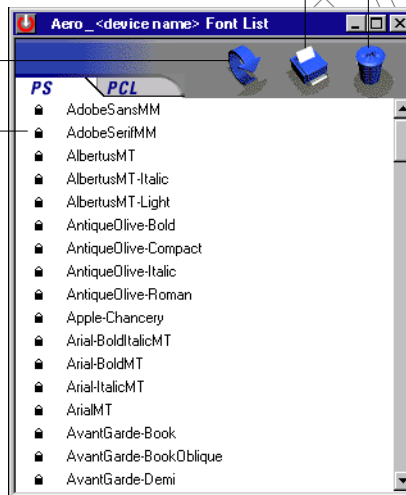 Aero_<device name> Font List
PS PCL
AdobeSansMM
AdobeSerifMM
AlbertusMT
AlbertusMT-Italic
AlbertusMT-Light
AntiqueOlive-Bold
AntiqueOlive-Compact
AntiqueOlive-Italic
AntiqueOlive-Roman
Apple-Chancery
Arial-BoldItalicMT
Arial-BoldMT
Arial-ItalicMT
ArialMT
AvantGarde-Book
AvantGarde-BookOblique
AvantGarde-Demi